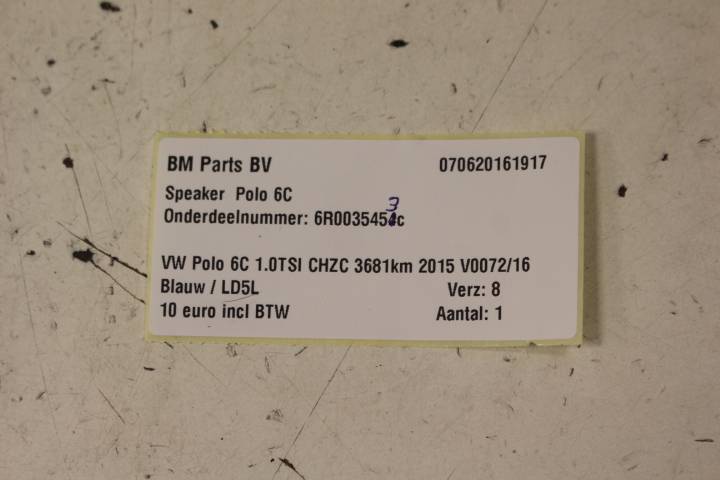 BM Parts BV 070620161917
Speaker Polo 6C
3
Onderdeelnummer: 6R003545c
VW Polo 6C 1.0TSI CHZC 3681km 2015 V0072/16
Blauw / LD5L Verz: 8
10 euro incl BTW Aantal: 1